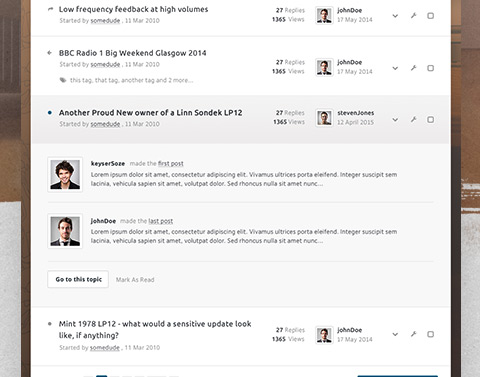 Low frequency feedback at high volumes
Started by somedude , 11 Mar 2010
27 Replies
1365 Views
johnDoe
17 May 2014
BBC Radio 1 Big Weekend Glasgow 2014
this tag, that tag, another tag and 2 more...
27 Replies
1365 Views
johnDoe
17 May 2014
Another Proud New owner of a Linn Sondek LP12
Started by somedude , 11 Mar 2010
27 Replies
1365 Views
stevenJones
12 April 2015
keyserSoze made the first post
Lorem ipsum dolor sit amet, consectetur adipiscing elit. Vivamus ultrices porta eleifend. Integer suscipit sem
lacinia, vehicula sapien sit amet, volutpat dolor. Sed rhoncus nulla sit amet nunc...
johnDoe made the last post
Lorem ipsum dolor sit amet, consectetur adipiscing elit. Vivamus ultrices porta eleifend. Integer suscipit sem
lacinia, vehicula sapien sit amet, volutpat dolor. Sed rhoncus nulla sit amet nunc...
Go to this topic
Mark As Read
Mint 1978 LP12 - what would a sensitive update look
like, if anything?
Started by somedude , 11 Mar 2010
27 Replies
1365 Views
johnDoe
17 May 2014